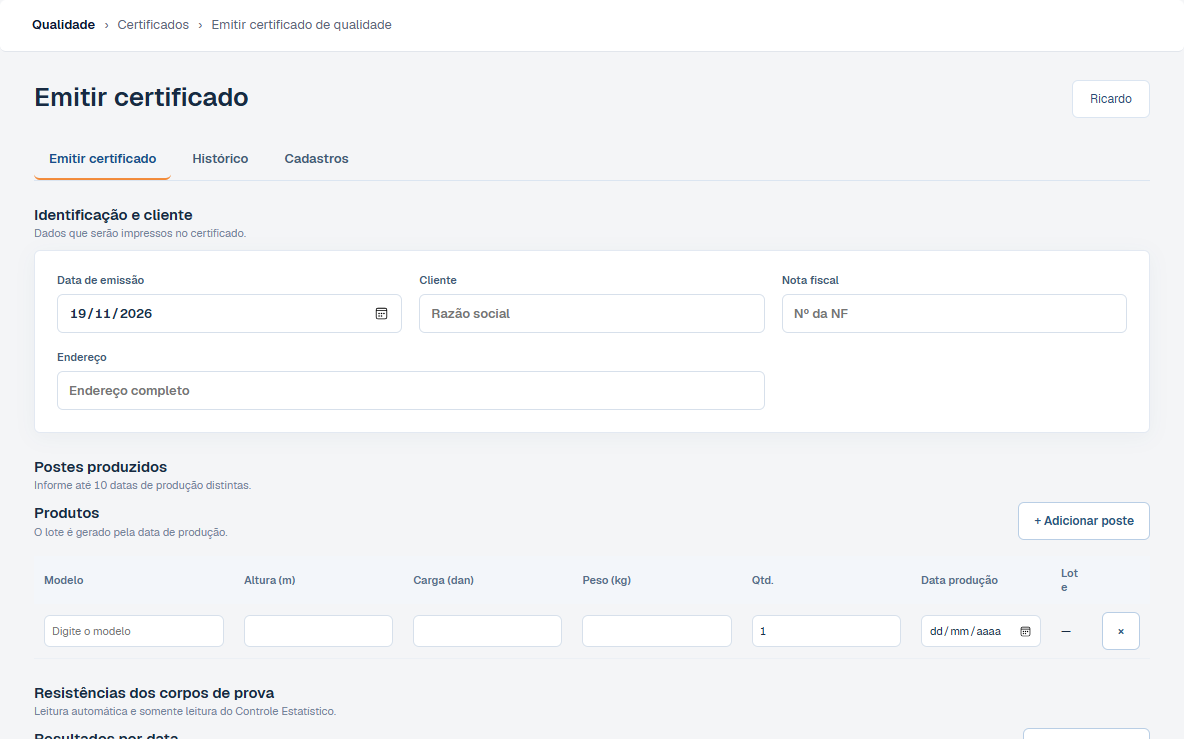 Qualidade › Certificados › Emitir certificado de qualidade
Emitir certificado
Ricardo
Emitir certificado Histórico Cadastros
Identificação e cliente
Dados que serão impressos no certificado.
Data de emissão Cliente Nota fiscal
19/11/2026 Razão social Nº da NF
Endereço
Endereço completo
Postes produzidos
Informe até 10 datas de produção distintas.
Produtos
O lote é gerado pela data de produção.
+ Adicionar poste
Modelo Altura (m) Carga (dan) Peso (kg) Qtd. Data produção Lot
e
Digite o modelo 1 dd/mm/aaaa — ×
Resistências dos corpos de prova
Leitura automática e somente leitura do Controle Estatístico.
Resultados por data